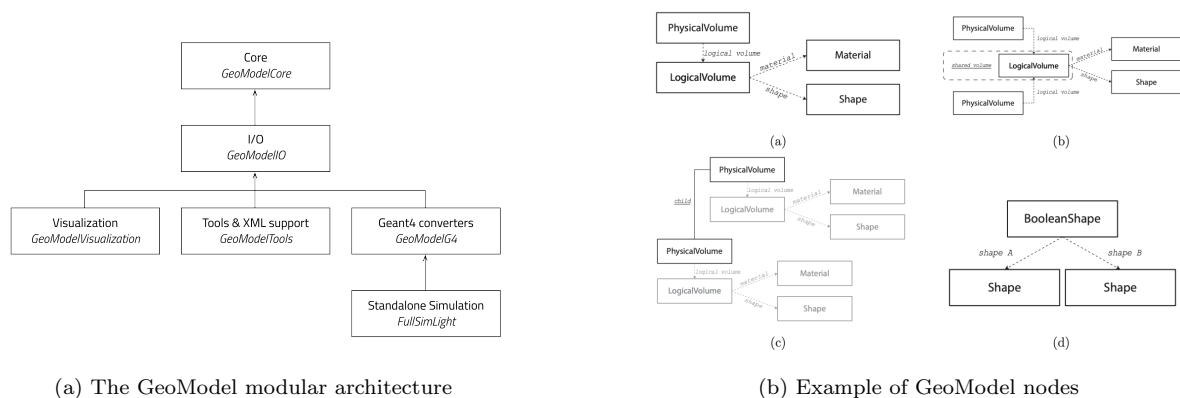 Core
GeoModelCore
I/O
GeoModelIO
Visualization
GeoModelVisualization
Tools & XML support
GeoModelTools
Geant4 converters
GeoModelG4
Standalone Simulation
FullSimLight
(a) The GeoModel modular architecture
PhysicalVolume
logical volume
LogicalVolume
material
Material
shape
Shape
(a)
PhysicalVolume
logical volume
shared volume
LogicalVolume
material
Material
shape
Shape
PhysicalVolume
logical volume
(b)
PhysicalVolume
logical volume
child
LogicalVolume
material
Material
shape
Shape
PhysicalVolume
logical volume
LogicalVolume
material
Material
shape
Shape
(c)
BooleanShape
shape A
shape B
Shape
Shape
(d)
(b) Example of GeoModel nodes